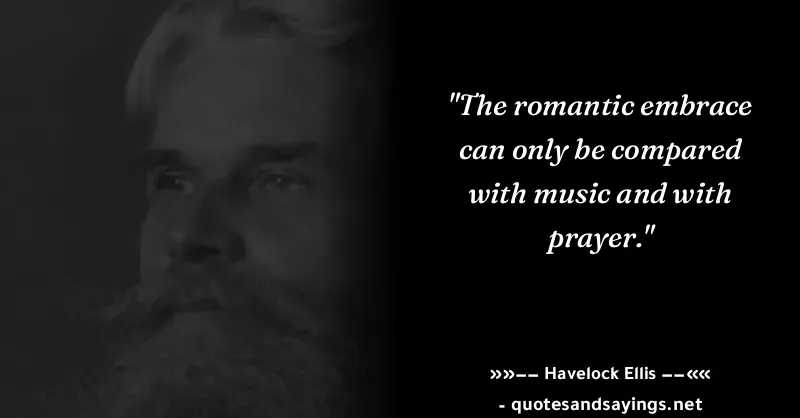 "The romantic embrace
can only be compared
with music and with
prayer."
»»—— Havelock Ellis ——««
- quotesandsayings.net